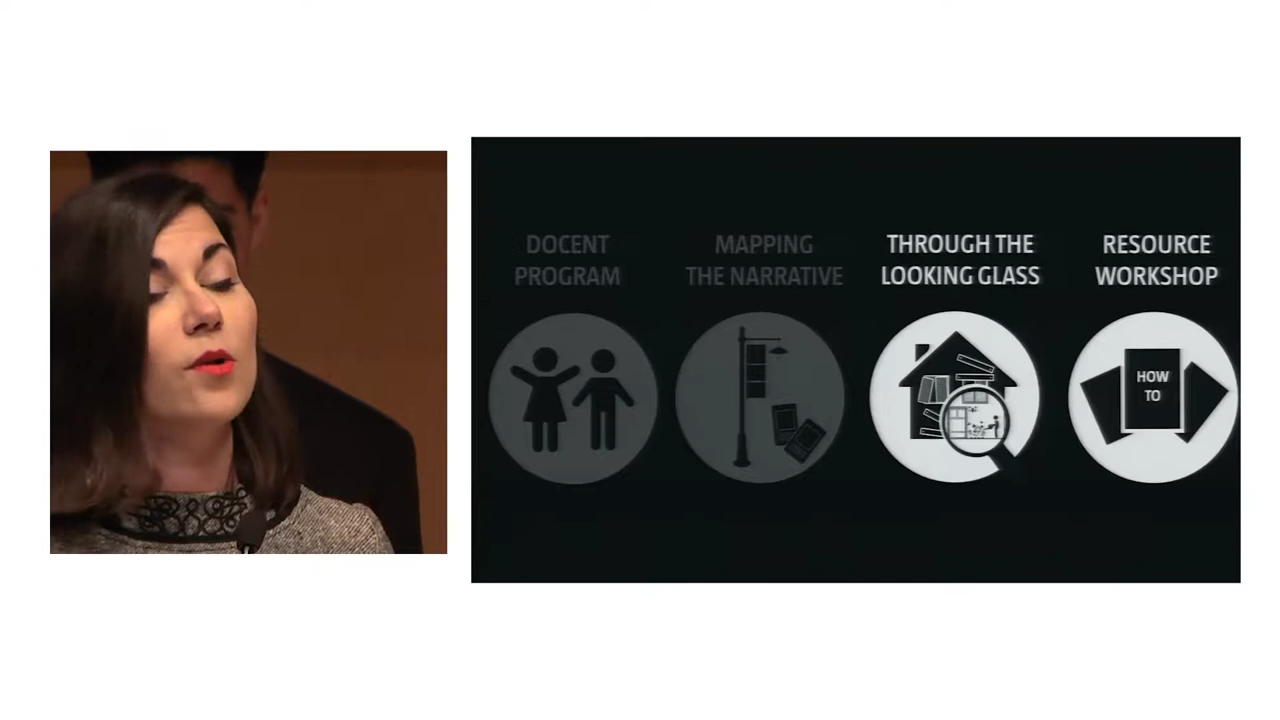 DOCENT
PROGRAM
MAPPING
THE NARRATIVE
THROUGH THE
LOOKING GLASS
RESOURCE
WORKSHOP
HOW
TO